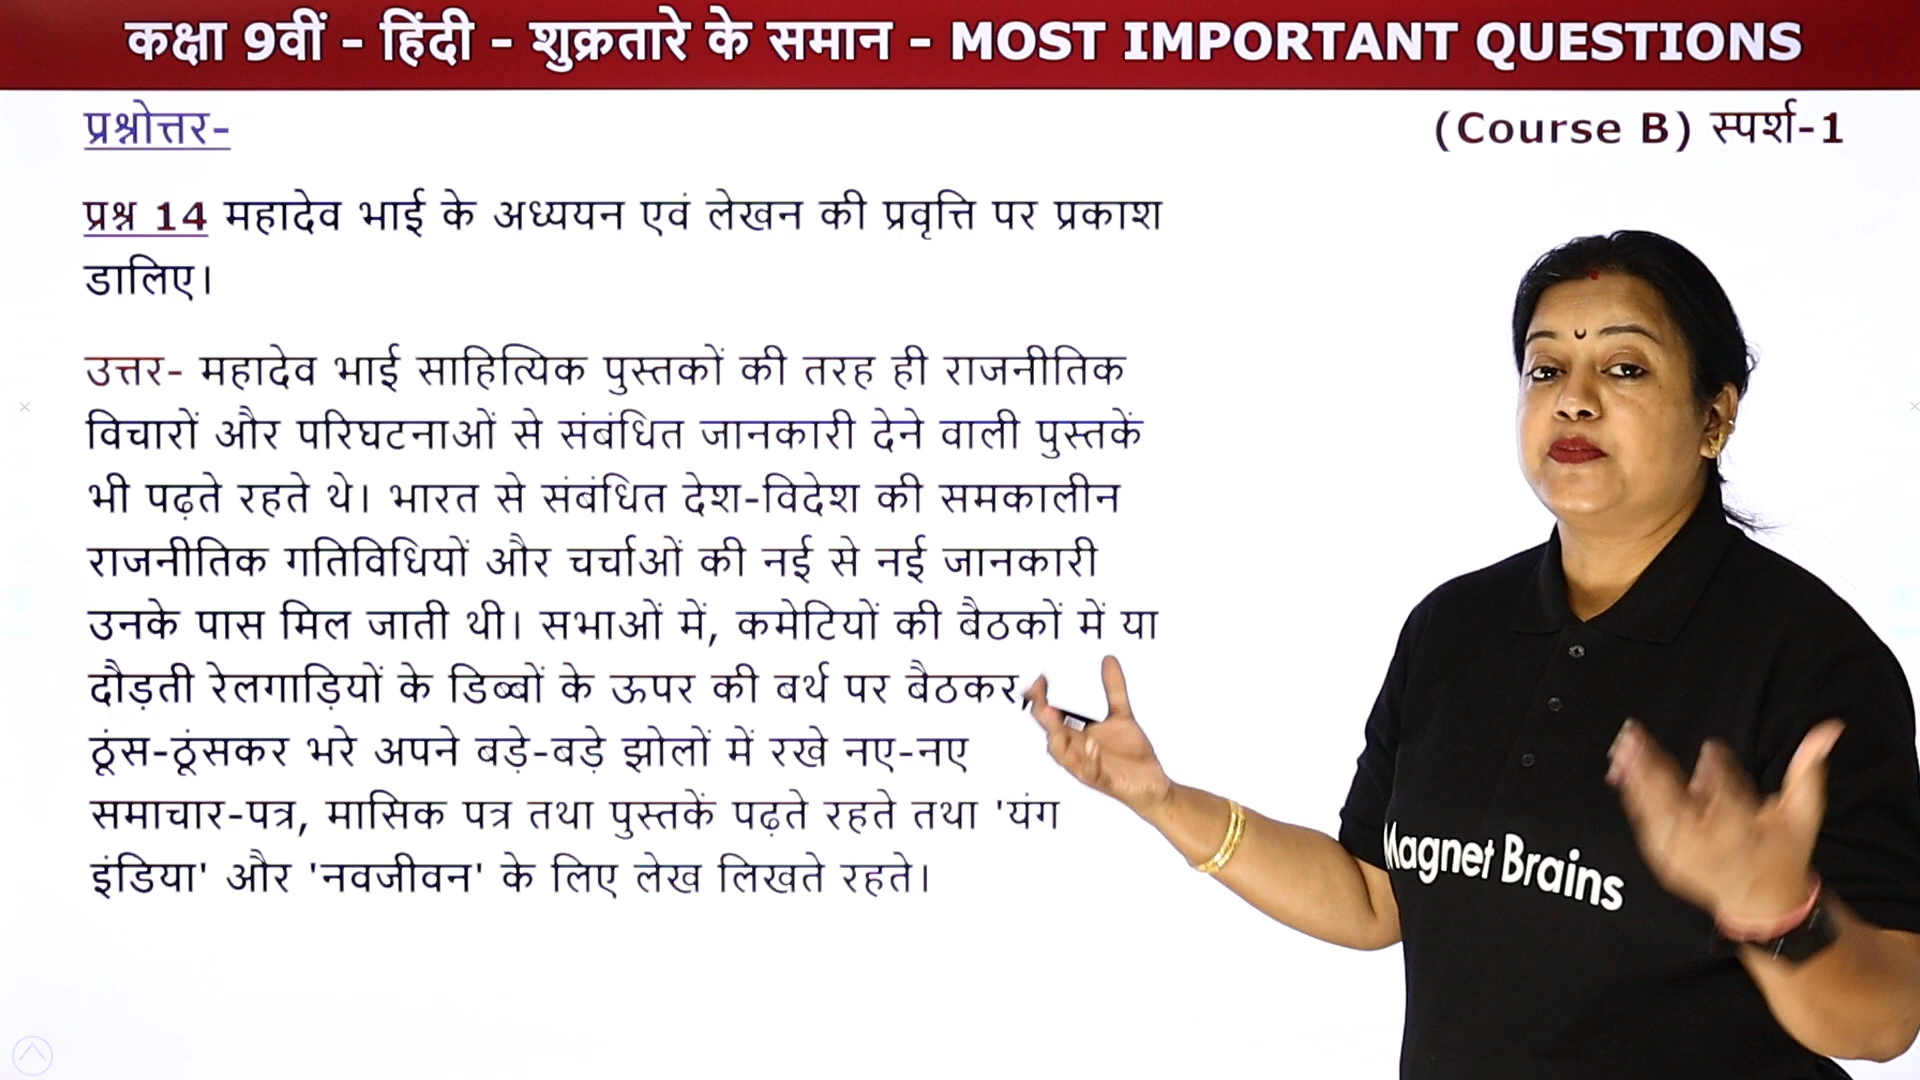 कक्षा 9वीं - हिंदी - शुक्रतारे के समान - MOST IMPORTANT QUESTIONS
प्रश्नोत्तर-
(Course B) स्पर्श-1
प्रश्न 14 महादेव भाई के अध्ययन एवं लेखन की प्रवृत्ति पर प्रकाश
डालिए।
उत्तर- महादेव भाई साहित्यिक पुस्तकों की तरह ही राजनीतिक
विचारों और परिघटनाओं से संबंधित जानकारी देने वाली पुस्तकें
भी पढ़ते रहते थे। भारत से संबंधित देश-विदेश की समकालीन
राजनीतिक गतिविधियों और चर्चाओं की नई से नई जानकारी
उनके पास मिल जाती थी। सभाओं में, कमेटियों की बैठकों में या
दौड़ती रेलगाड़ियों के डिब्बों के ऊपर की बर्थ पर बैठकर,
ठूंस-ठूंसकर भरे अपने बड़े-बड़े झोलों में रखे नए-नए
समाचार-पत्र, मासिक पत्र तथा पुस्तकें पढ़ते रहते तथा 'यंग
इंडिया' और 'नवजीवन' के लिए लेख लिखते रहते।
Magnet Brains